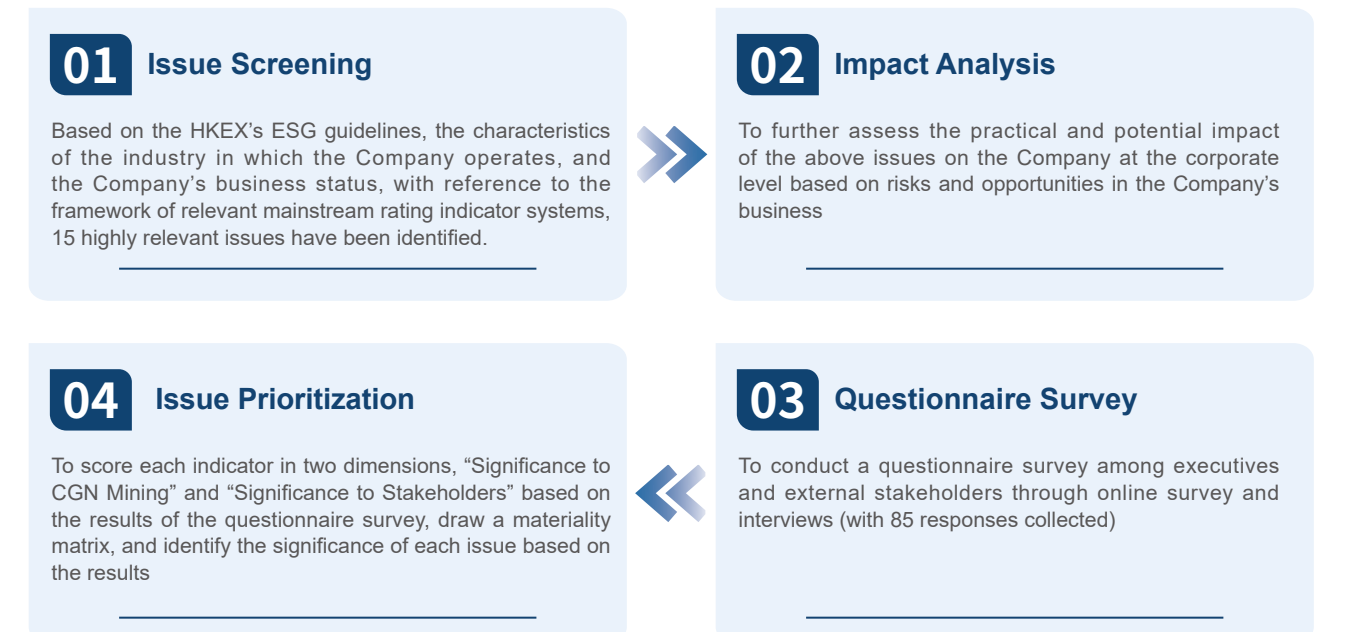 01 Issue Screening
Based on the HKEX’s ESG guidelines, the characteristics
of the industry in which the Company operates, and
the Company’s business status, with reference to the
framework of relevant mainstream rating indicator systems,
15 highly relevant issues have been identified.
02 Impact Analysis
To further assess the practical and potential impact
of the above issues on the Company at the corporate
level based on risks and opportunities in the Company’s
business
04 Issue Prioritization
To score each indicator in two dimensions, “Significance to
CGN Mining” and “Significance to Stakeholders” based on
the results of the questionnaire survey, draw a materiality
matrix, and identify the significance of each issue based on
the results
03 Questionnaire Survey
To conduct a questionnaire survey among executives
and external stakeholders through online survey and
interviews (with 85 responses collected)